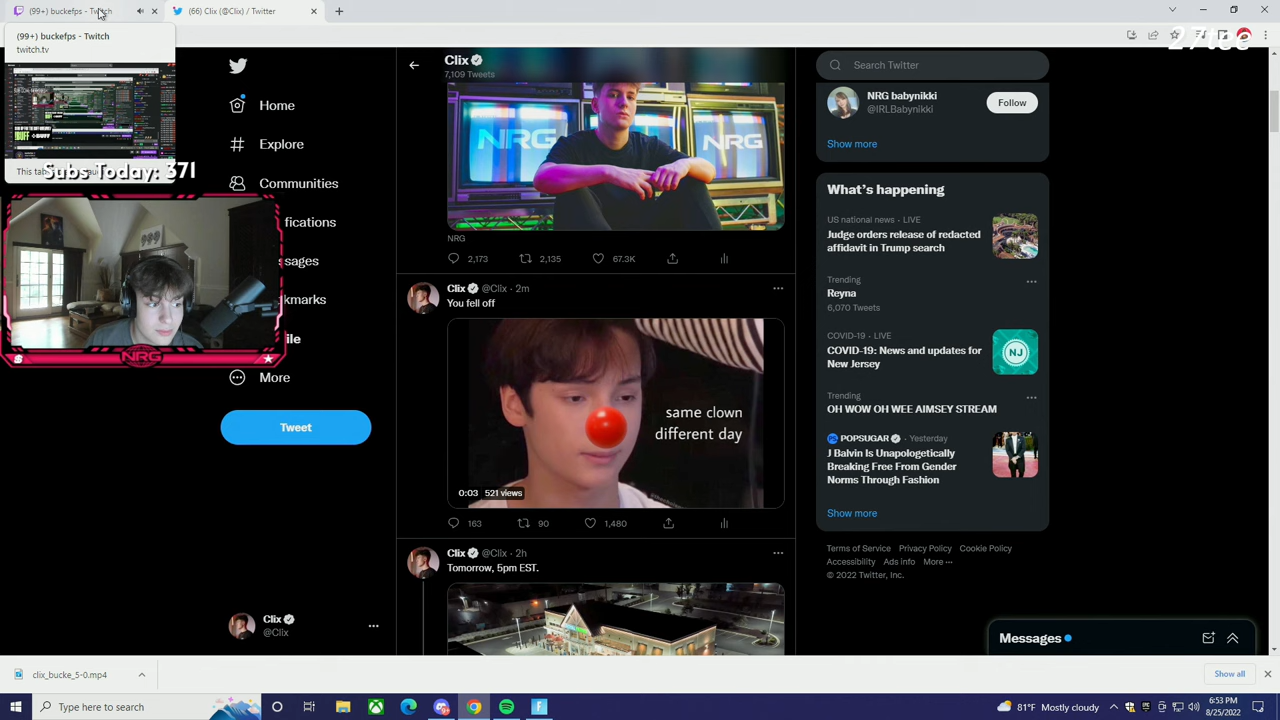 (99+) buckefps - Twitch
(66) Clix (@Clix) / Twitter
(99+) buckefps - Twitch
twitch.tv
27tee
Subs Today: 371
NRG
Home
Explore
Communities
fications
ssages
kmarks
ile
More
Tweet
Clix
@Clix
Clix
7,109 Tweets
NRG
NRG
NRG
2,173
2,135
67.3K
Clix @Clix · 2m
You fell off
same clown
different day
0:03 521 views
163
90
1,480
Clix @Clix · 2h
Tomorrow, 5pm EST.
Search Twitter
NRG babynikki
@IRLBabynikki
Follow
Show more
What's happening
US national news · LIVE
Judge orders release of redacted
affidavit in Trump search
Trending
Reyna
6,070 Tweets
COVID-19 · LIVE
COVID-19: News and updates for
New Jersey
NJ
Trending
OH WOW OH WEE AIMSEY STREAM
POPSUGAR · Yesterday
J Balvin Is Unapologetically
Breaking Free From Gender
Norms Through Fashion
Show more
Terms of Service Privacy Policy Cookie Policy
Accessibility Ads info More ···
© 2022 Twitter, Inc.
Messages
clix_bucke_5-0.mp4
Show all
Type here to search
81°F Mostly cloudy
6:53 PM
8/25/2022